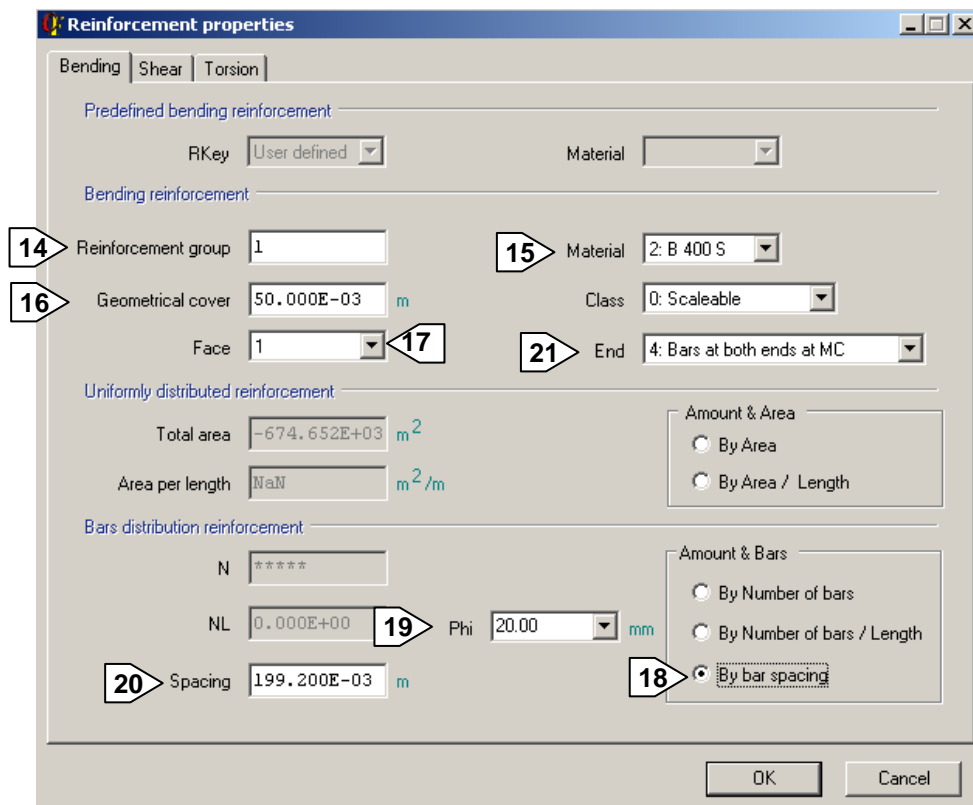 Reinforcement properties
Bending Shear Torsion
Predefined bending reinforcement
RKey User defined Material
Bending reinforcement
14 Reinforcement group 1 15 Material 2: B 400 S
16 Geometrical cover 50.000E-03 m Class 0: Scaleable
Face 1 17 21 End 4: Bars at both ends at MC
Uniformly distributed reinforcement
Amount & Area
Total area -674.652E+03 m2 By Area
Area per length NaN m2/m By Area / Length
Bars distribution reinforcement
Amount & Bars
N ***** By Number of bars
NL 0.000E+00 19 Phi 20.00 mm By Number of bars / Length
20 Spacing 199.200E-03 m 18 By bar spacing
OK Cancel